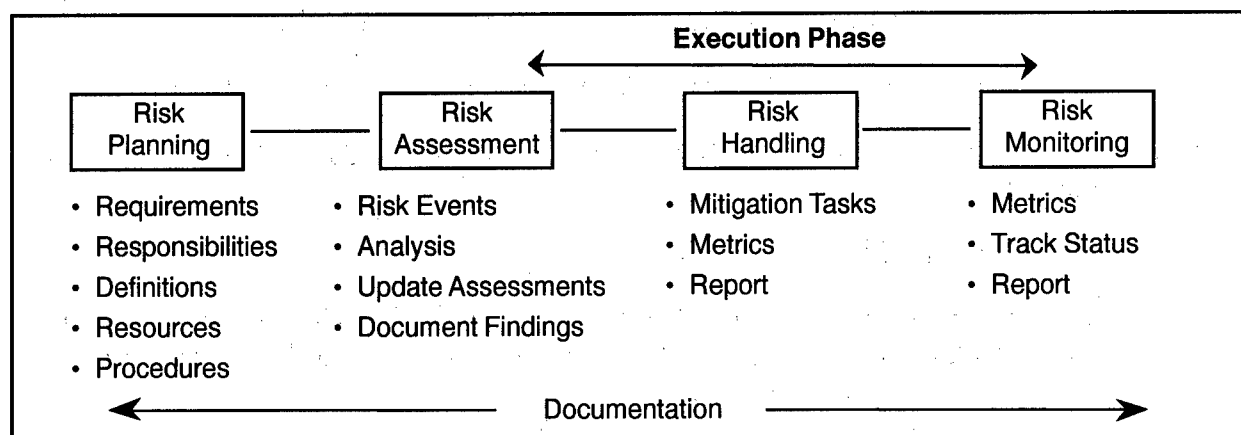 Execution Phase
Risk
Planning
Risk
Assessment
Risk
Handling
Risk
Monitoring
• Requirements
• Responsibilities
• Definitions
• Resources
• Procedures
• Risk Events
• Analysis
• Update Assessments
• Document Findings
• Mitigation Tasks
• Metrics
• Report
• Metrics
• Track Status
• Report
Documentation